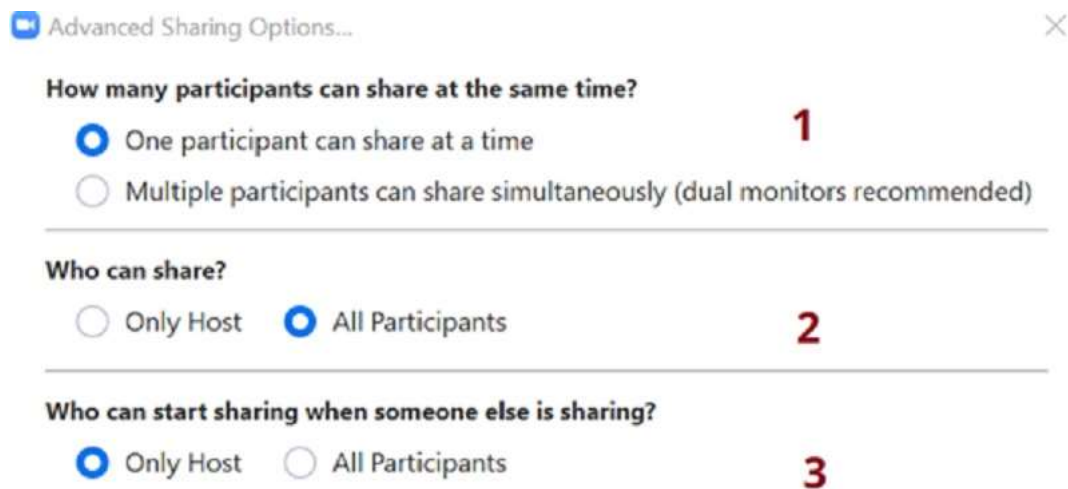 Advanced Sharing Options...
How many participants can share at the same time?
One participant can share at a time
1
Multiple participants can share simultaneously (dual monitors recommended)
Who can share?
Only Host All Participants 2
Who can start sharing when someone else is sharing?
Only Host All Participants 3